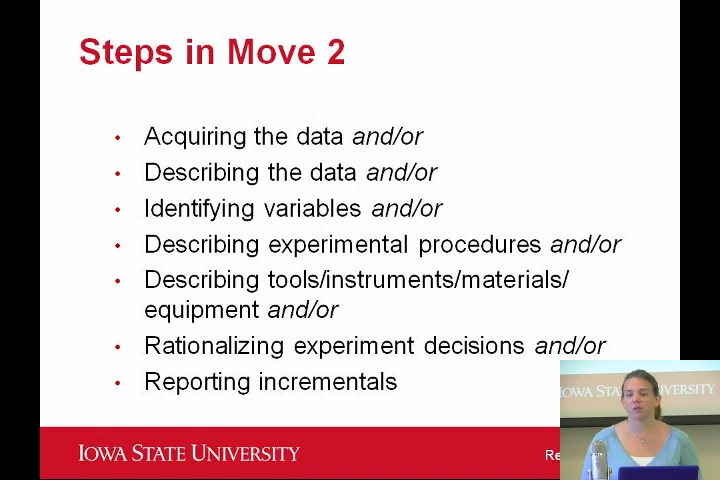 Steps in Move 2
• Acquiring the data and/or
• Describing the data and/or
• Identifying variables and/or
• Describing experimental procedures and/or
• Describing tools/instruments/materials/
equipment and/or
• Rationalizing experiment decisions and/or
• Reporting incrementals
IOWA STATE UNIVERSITY
IOWA STATE UNIVERSITY